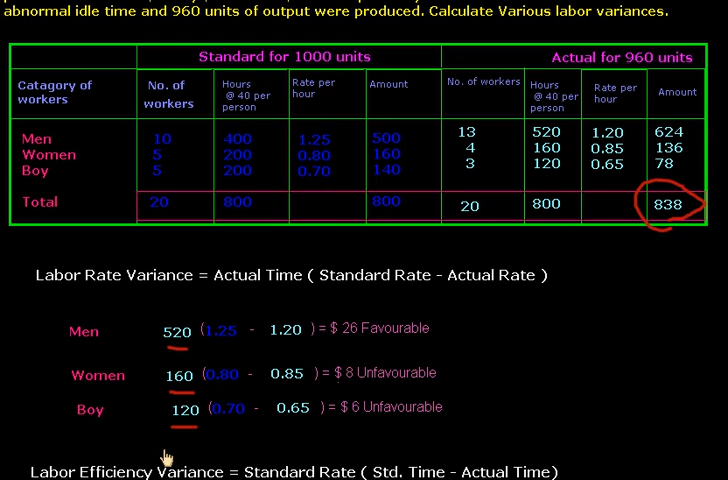 abnormal idle time and 960 units of output were produced. Calculate Various labor variances.
Standard for 1000 units Actual for 960 units
Catagory of workers No. of workers Hours @ 40 per person Rate per hour Amount No. of workers Hours @ 40 per person Rate per hour Amount
Men 10 400 1.25 500 13 520 1.20 624
Women 5 200 0.80 160 4 160 0.85 136
Boy 5 200 0.70 140 3 120 0.65 78
Total 20 800 800 20 800 838
Labor Rate Variance = Actual Time ( Standard Rate - Actual Rate )
Men 520 (1.25 - 1.20 ) = $ 26 Favourable
Women 160 (0.80 - 0.85 ) = $ 8 Unfavourable
Boy 120 (0.70 - 0.65 ) = $ 6 Unfavourable
Labor Efficiency Variance = Standard Rate ( Std. Time - Actual Time)